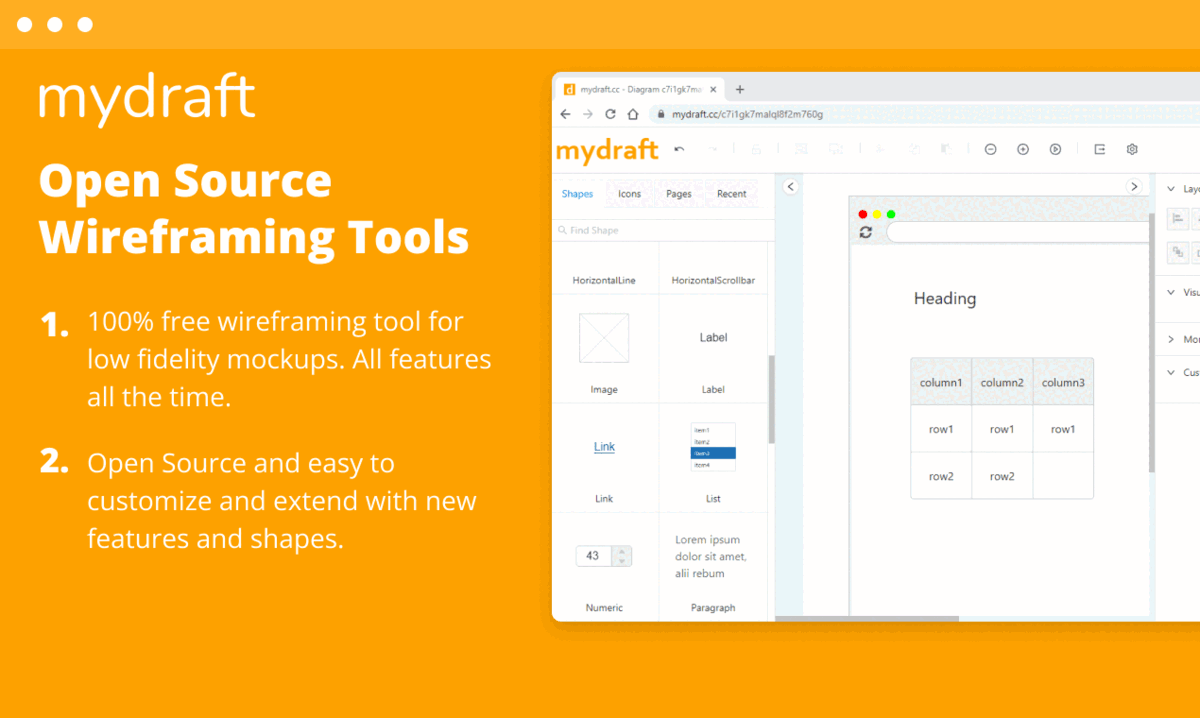 mydraft
Open Source
Wireframing Tools
1. 100% free wireframing tool for
low fidelity mockups. All features
all the time.
2. Open Source and easy to
customize and extend with new
features and shapes.
mydraft.cc - Diagram c7i1gk7ma
mydraft.cc/c7i1gk7malql8f2m760g
mydraft
Shapes Icons Pages Recent
Find Shape
HorizontalLine HorizontalScrollbar
Label
Image Label
Link
Item1
Item2
Item3
Item4
Link List
43
Lorem ipsum
dolor sit amet,
alii rebum
Numeric Paragraph
Heading
column1 column2 column3
row1 row1 row1
row2 row2
Layo
Visu
Mor
Cus